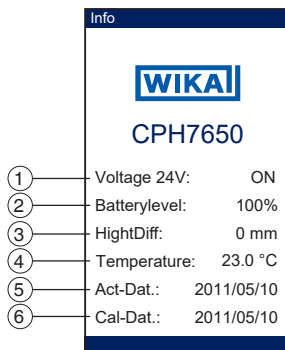 Info
WIKAI
CPH7650
1 Voltage 24V: ON
2 Batterylevel: 100%
3 HightDiff: 0 mm
4 Temperature: 23.0 °C
5 Act-Dat.: 2011/05/10
6 Cal-Dat.: 2011/05/10